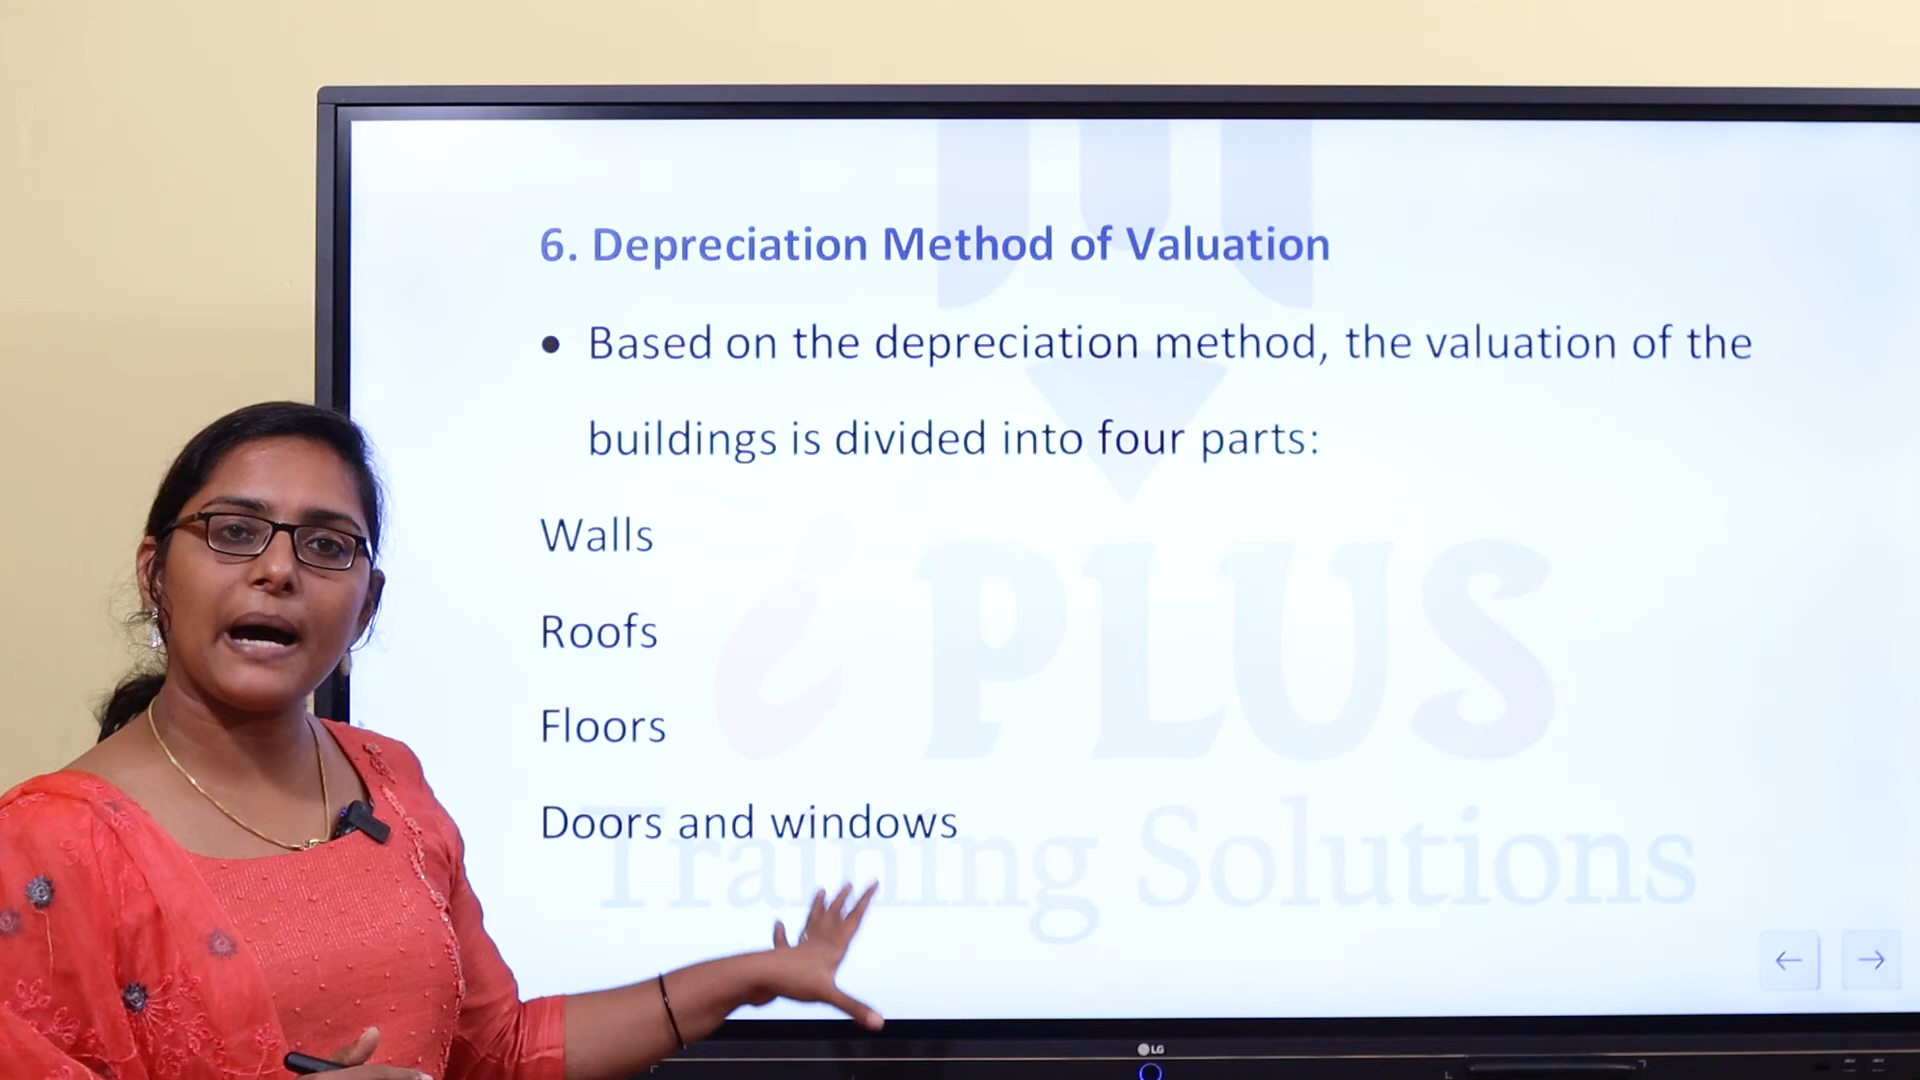 6. Depreciation Method of Valuation
• Based on the depreciation method, the valuation of the
buildings is divided into four parts:
Walls
Roofs
Floors
Doors and windows
i PLUS
Training Solutions
LG